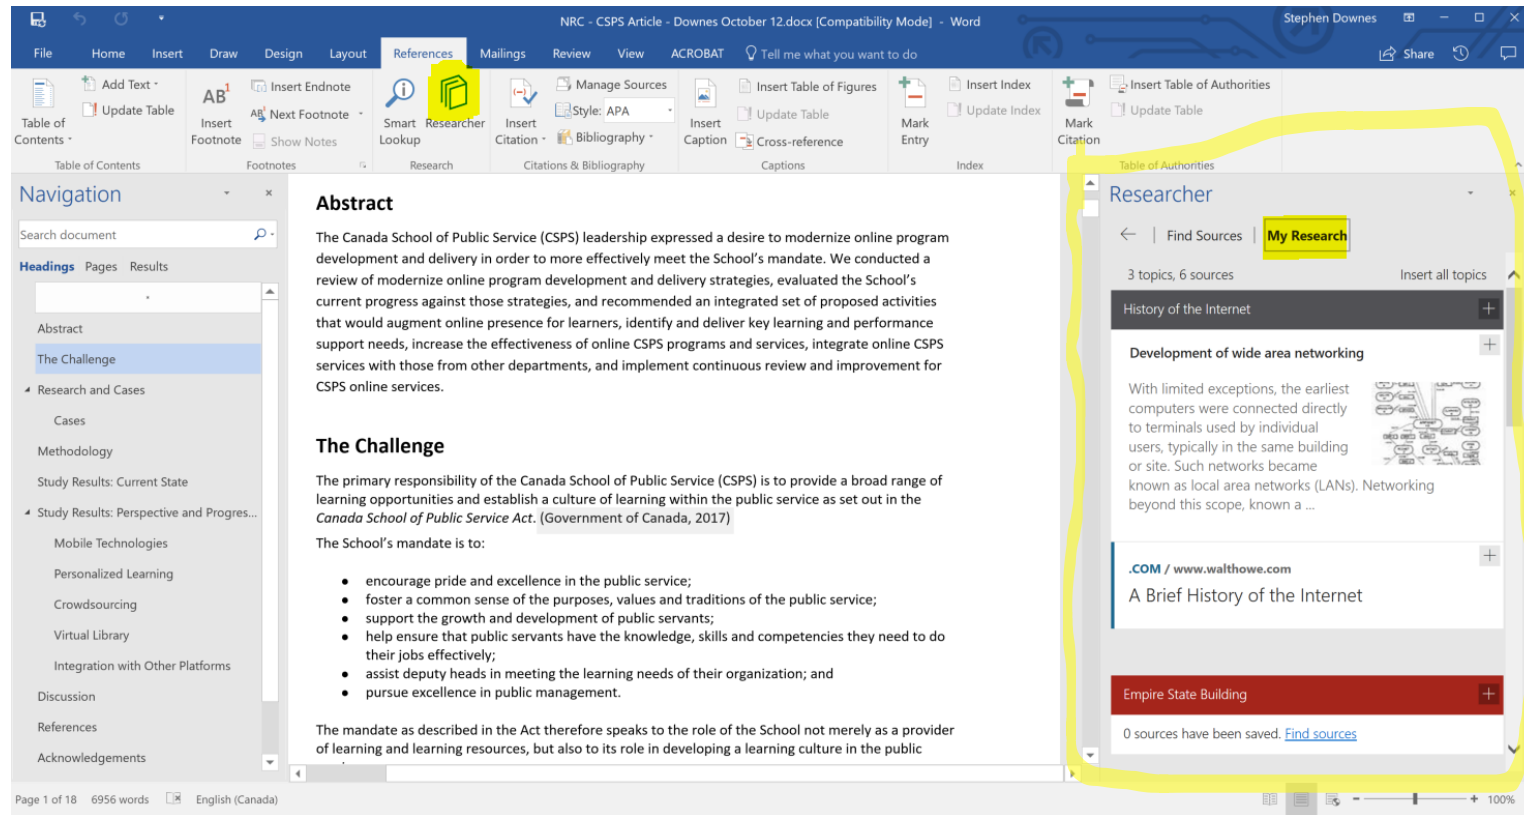 NRC - CSPS Article - Downes October 12.docx [Compatibility Mode] - Word
Stephen Downes
File Home Insert Draw Design Layout References Mailings Review View ACROBAT Tell me what you want to do Share
Table of Contents
Add Text
Update Table
Table of Contents
AB1 Insert Footnote
Insert Endnote
AB1 Next Footnote
Show Notes
Footnotes
Smart Lookup
Researcher
Research
Insert Citation
Manage Sources
Style: APA
Bibliography
Citations & Bibliography
Insert Caption
Insert Table of Figures
Update Table
Cross-reference
Captions
Mark Entry
Insert Index
Update Index
Index
Mark Citation
Insert Table of Authorities
Update Table
Table of Authorities
Navigation
Search document
Headings Pages Results
Abstract
The Challenge
Research and Cases
Cases
Methodology
Study Results: Current State
Study Results: Perspective and Progres...
Mobile Technologies
Personalized Learning
Crowdsourcing
Virtual Library
Integration with Other Platforms
Discussion
References
Acknowledgements
Abstract
The Canada School of Public Service (CSPS) leadership expressed a desire to modernize online program
development and delivery in order to more effectively meet the School's mandate. We conducted a
review of modernize online program development and delivery strategies, evaluated the School's
current progress against those strategies, and recommended an integrated set of proposed activities
that would augment online presence for learners, identify and deliver key learning and performance
support needs, increase the effectiveness of online CSPS programs and services, integrate online CSPS
services with those from other departments, and implement continuous review and improvement for
CSPS online services.
The Challenge
The primary responsibility of the Canada School of Public Service (CSPS) is to provide a broad range of
learning opportunities and establish a culture of learning within the public service as set out in the
Canada School of Public Service Act. (Government of Canada, 2017)
The School's mandate is to:
● encourage pride and excellence in the public service;
● foster a common sense of the purposes, values and traditions of the public service;
● support the growth and development of public servants;
● help ensure that public servants have the knowledge, skills and competencies they need to do
their jobs effectively;
● assist deputy heads in meeting the learning needs of their organization; and
● pursue excellence in public management.
The mandate as described in the Act therefore speaks to the role of the School not merely as a provider
of learning and learning resources, but also to its role in developing a learning culture in the public
Researcher
Find Sources | My Research
3 topics, 6 sources
Insert all topics
History of the Internet
Development of wide area networking
With limited exceptions, the earliest
computers were connected directly
to terminals used by individual
users, typically in the same building
or site. Such networks became
known as local area networks (LANs). Networking
beyond this scope, known a ...
.COM / www.walthowe.com
A Brief History of the Internet
Empire State Building
0 sources have been saved. Find sources
Page 1 of 18 6956 words English (Canada)
100%